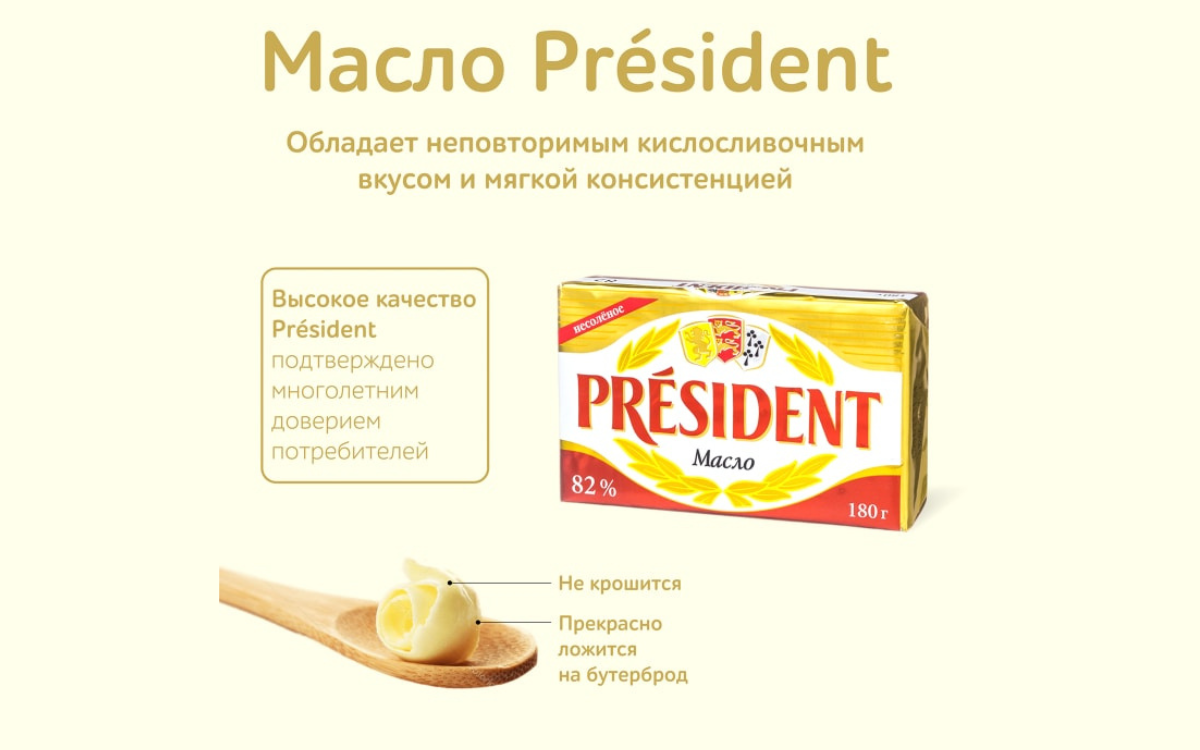 Масло Président
Обладает неповторимым кислосливочным
вкусом и мягкой консистенцией
Высокое качество
Président
подтверждено
многолетним
доверием
потребителей
несолёное
PRÉSIDENT
Масло
82 %
180 г
Не крошится
Прекрасно
ложится
на бутерброд